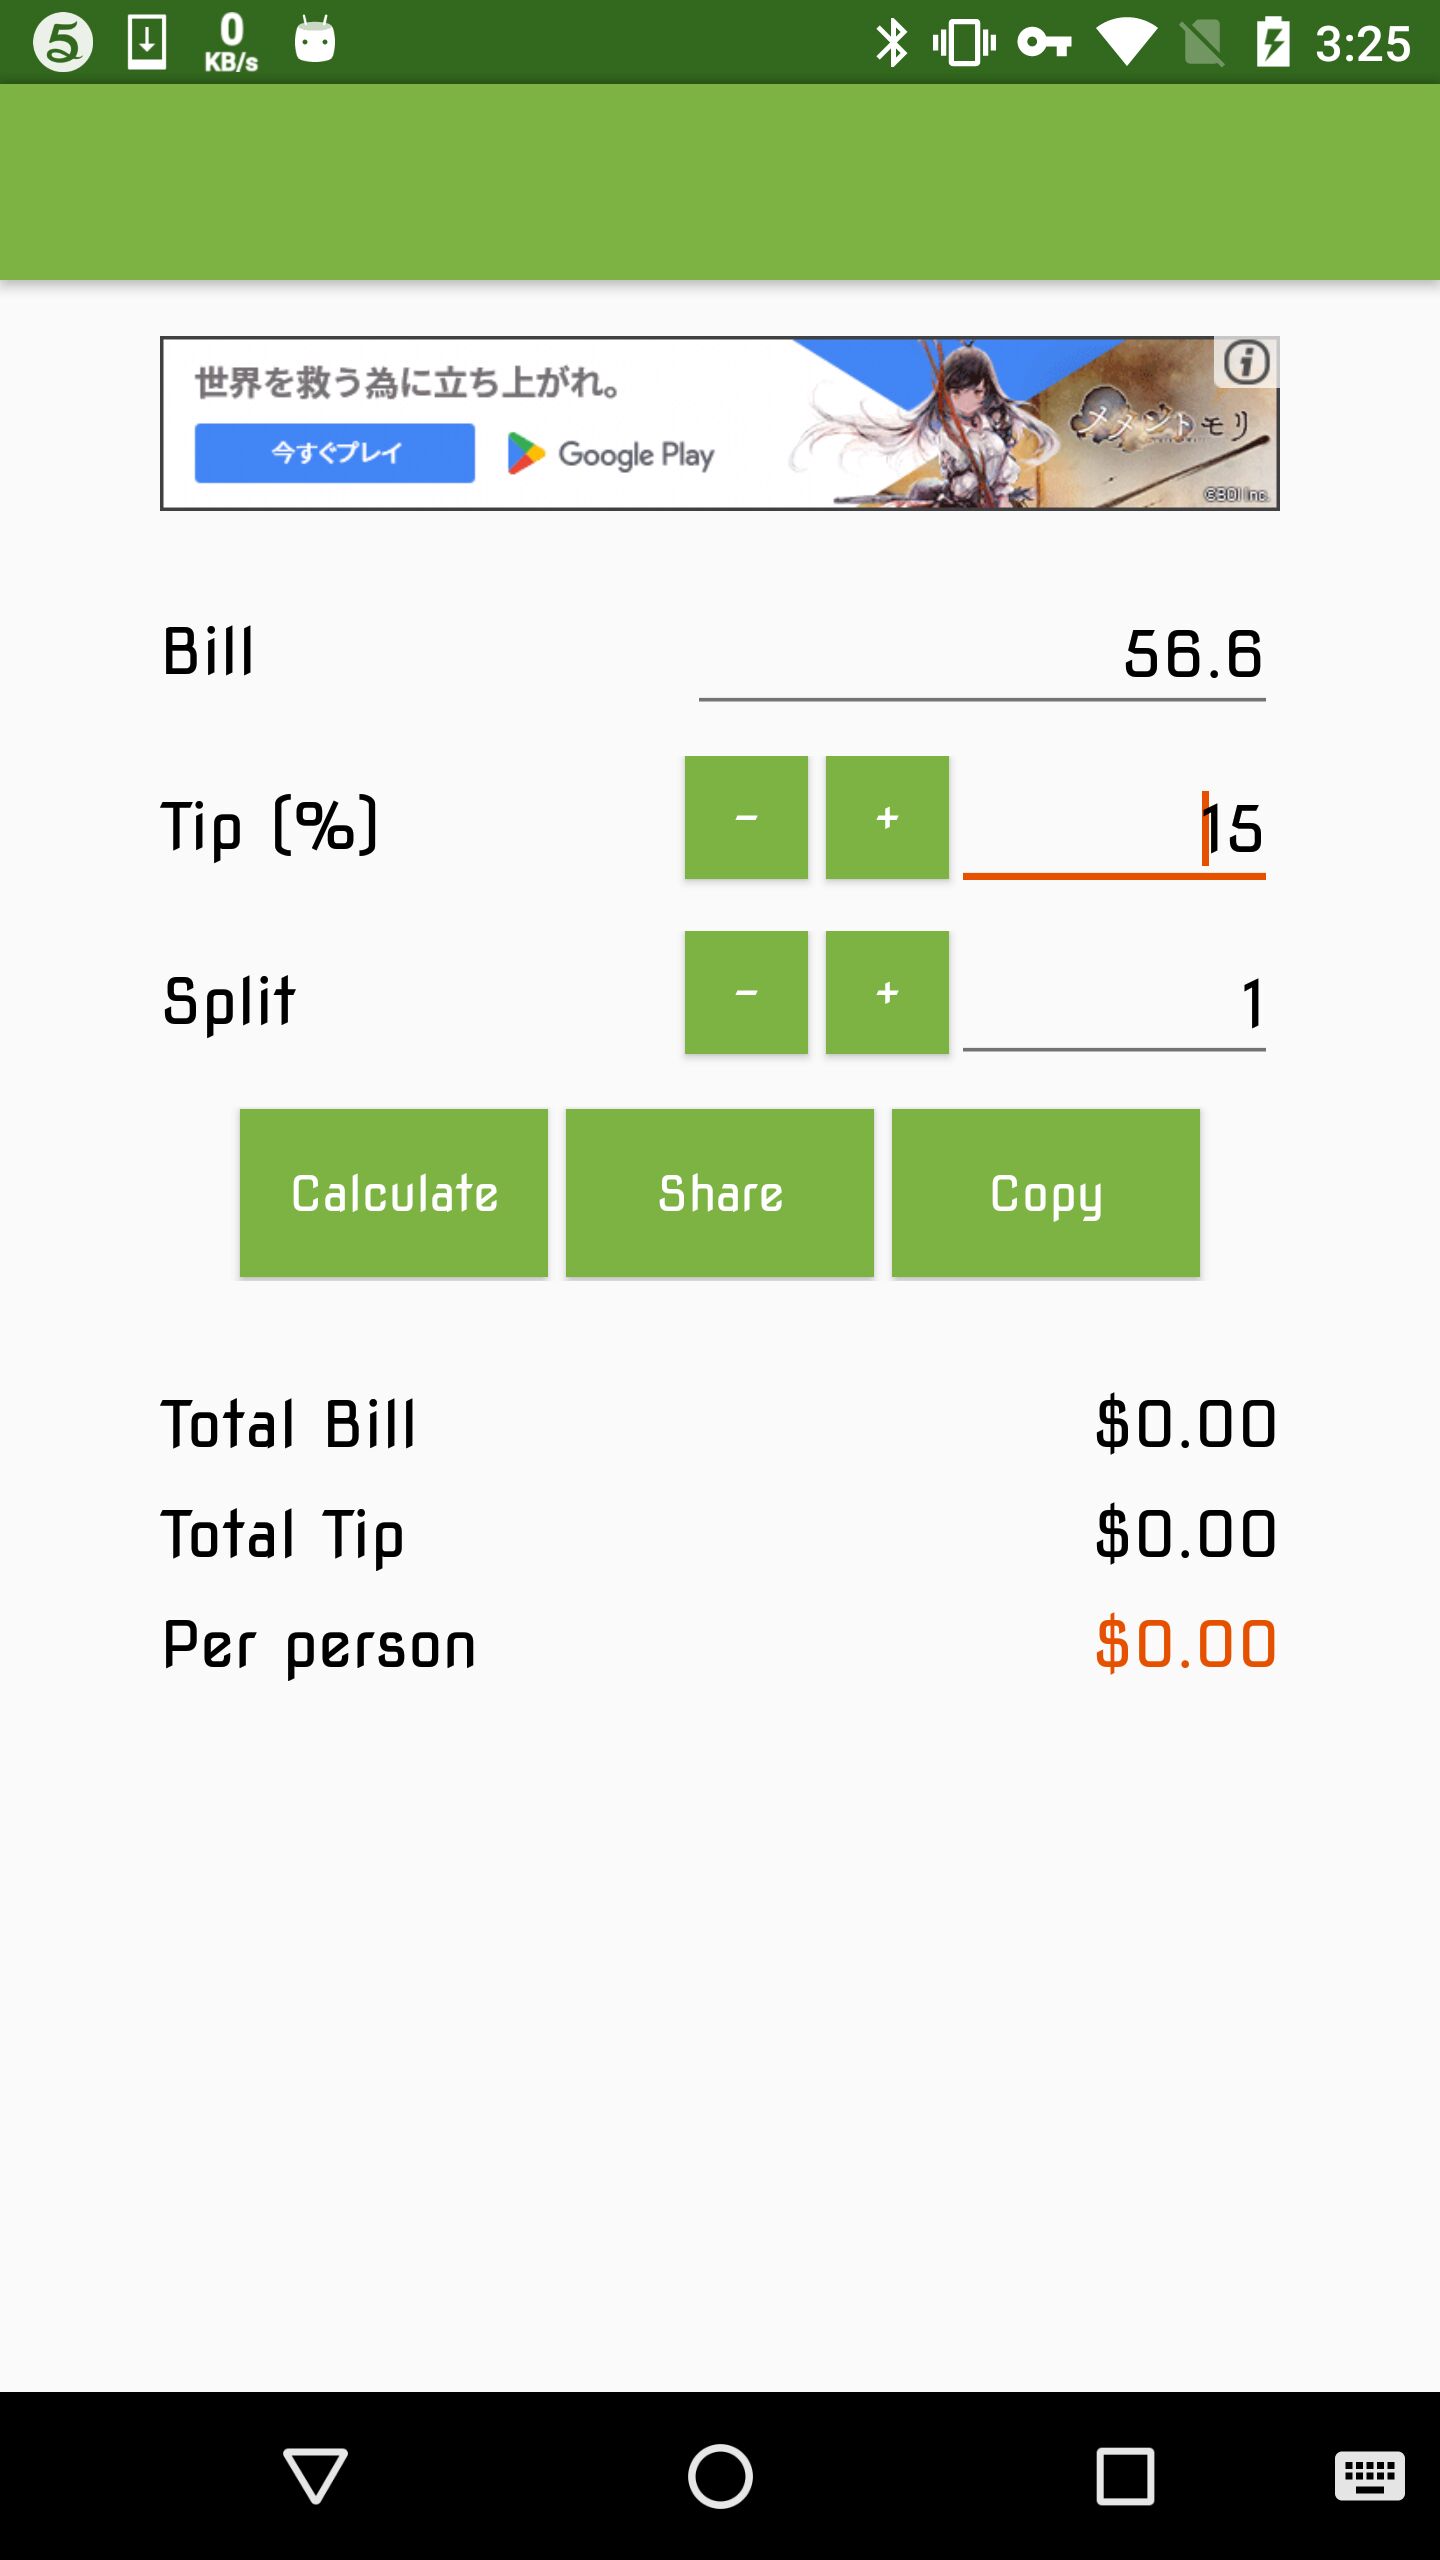 0
KB/s
3:25
世界を救う為に立ち上がれ。
今すぐプレイ
Google Play
メメントモリ
©BOI Inc.
Bill
56.6
Tip (%)
-
+
15
Split
-
+
1
Calculate
Share
Copy
Total Bill
$0.00
Total Tip
$0.00
Per person
$0.00